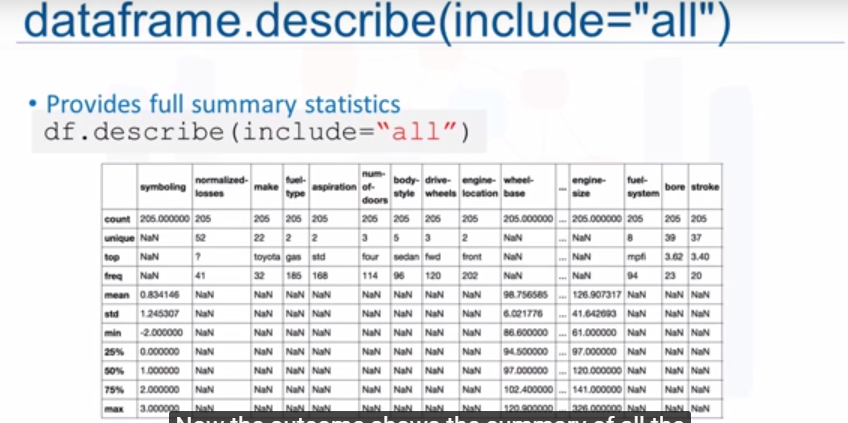 dataframe.describe(include="all")
• Provides full summary statistics
df.describe(include="all")
symboling normalized-losses make fuel-type aspiration num-of-doors body-style drive-wheels engine-location wheel-base ... engine-size fuel-system bore stroke
count 205.000000 205 205 205 205 205 205 205 205 205.000000 ... 205.000000 205 205 205
unique NaN 52 22 2 2 3 5 3 2 NaN ... NaN 8 39 37
top NaN ? toyota gas std four sedan fwd front NaN ... NaN mpfi 3.62 3.40
freq NaN 41 32 185 168 114 96 120 202 NaN ... NaN 94 23 20
mean 0.834146 NaN NaN NaN NaN NaN NaN NaN NaN 98.756585 ... 126.907317 NaN NaN NaN
std 1.245307 NaN NaN NaN NaN NaN NaN NaN NaN 6.021776 ... 41.642693 NaN NaN NaN
min -2.000000 NaN NaN NaN NaN NaN NaN NaN NaN 86.600000 ... 61.000000 NaN NaN NaN
25% 0.000000 NaN NaN NaN NaN NaN NaN NaN NaN 94.500000 ... 97.000000 NaN NaN NaN
50% 1.000000 NaN NaN NaN NaN NaN NaN NaN NaN 97.000000 ... 120.000000 NaN NaN NaN
75% 2.000000 NaN NaN NaN NaN NaN NaN NaN NaN 102.400000 ... 141.000000 NaN NaN NaN
max 3.000000 NaN NaN NaN NaN NaN NaN NaN NaN 120.900000 ... 326.000000 NaN NaN NaN
Now the outcome shows the summary of all the